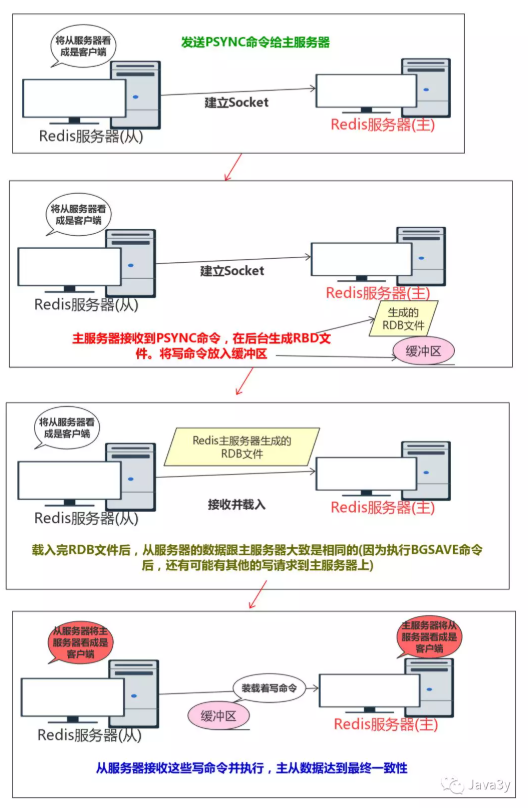 将从服务器看
成是客户端
发送PSYNC命令给主服务器
建立Socket
Redis服务器(从)
Redis服务器(主)
将从服务器看
成是客户端
建立Socket
Redis服务器(从)
Redis服务器(主)
生成的
RDB文件
主服务器接收到PSYNC命令，在后台生成RBD文
件。将写命令放入缓冲区
缓冲区
将从服务器看
成是客户端
Redis主服务器生成的
RDB文件
接收并载入
Redis服务器(从)
Redis服务器(主)
载入完RDB文件后，从服务器的数据跟主服务器大致是相同的(因为执行BGSAVE命令
后，还有可能有其他的写请求到主服务器上)
从服务器将主
服务器看成是
客户端
主服务器将从
服务器看成是
客户端
装载着写命令
缓冲区
Redis服务器(从)
Redis服务器(主)
从服务器接收这些写命令并执行，主从数据达到最终一致性
Java3y